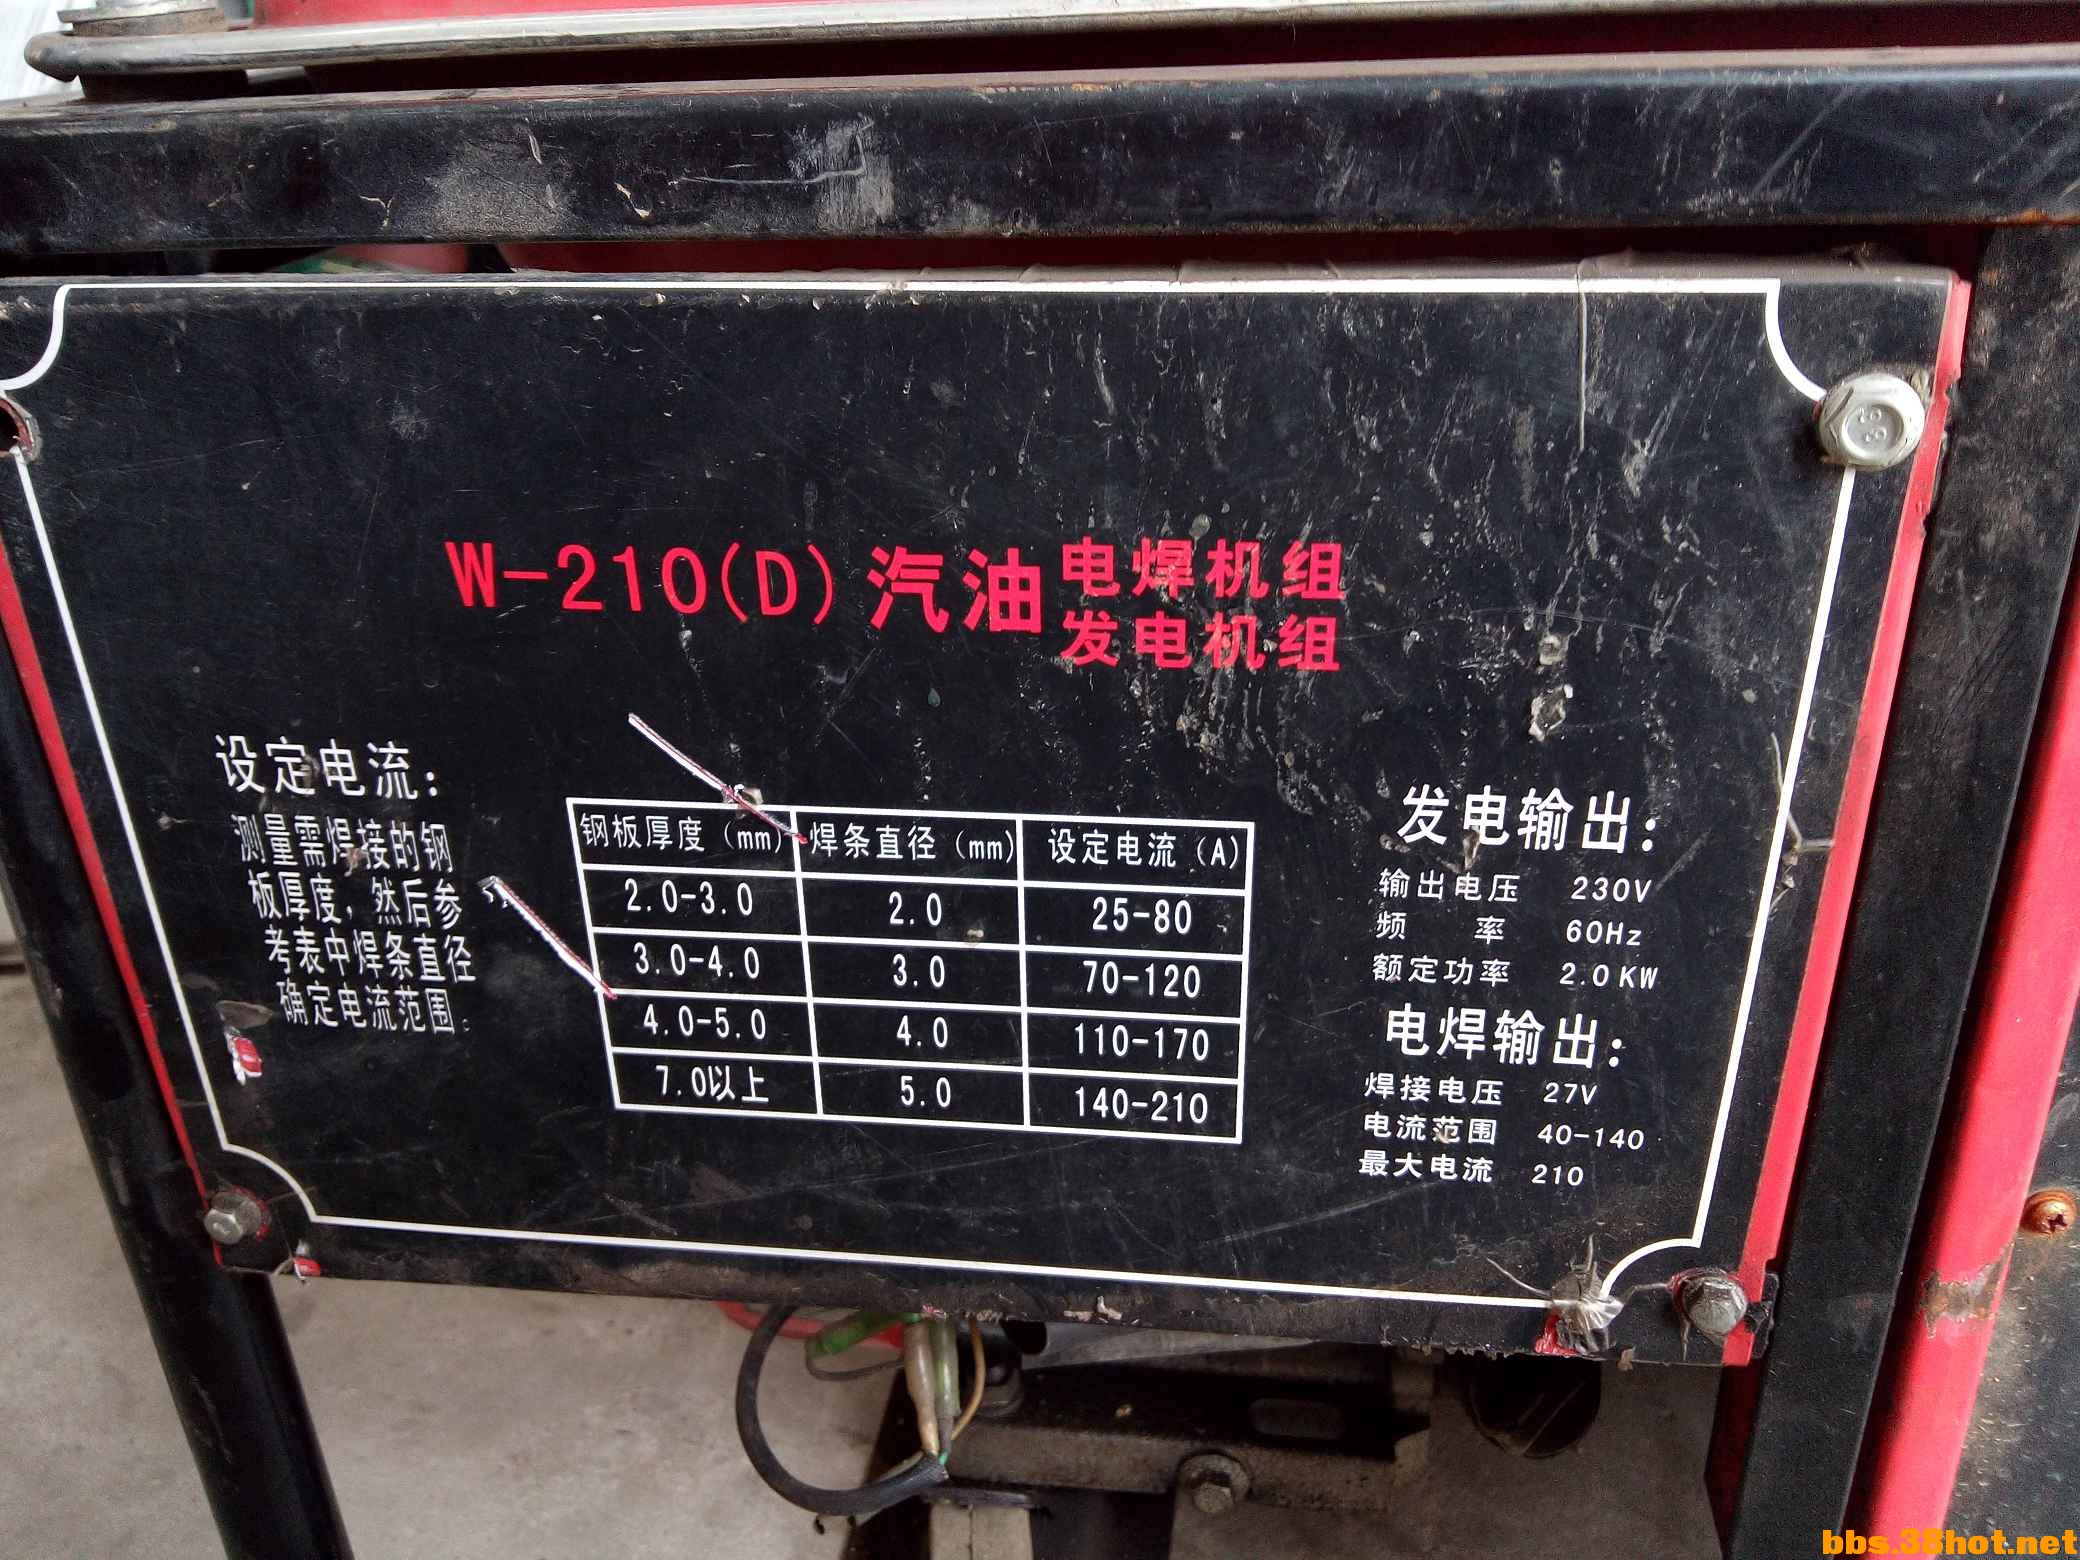 W-210(D) 汽油 电焊机组
发电机组
设定电流:
测量需焊接的钢
板厚度，然后参
考表中焊条直径
确定电流范围。
钢板厚度（mm） 焊条直径（mm） 设定电流（A）
2.0-3.0 2.0 25-80
3.0-4.0 3.0 70-120
4.0-5.0 4.0 110-170
7.0以上 5.0 140-210
发电输出:
输出电压 230V
频 率 60Hz
额定功率 2.0KW
电焊输出:
焊接电压 27V
电流范围 40-140
最大电流 210
bbs.38hot.net